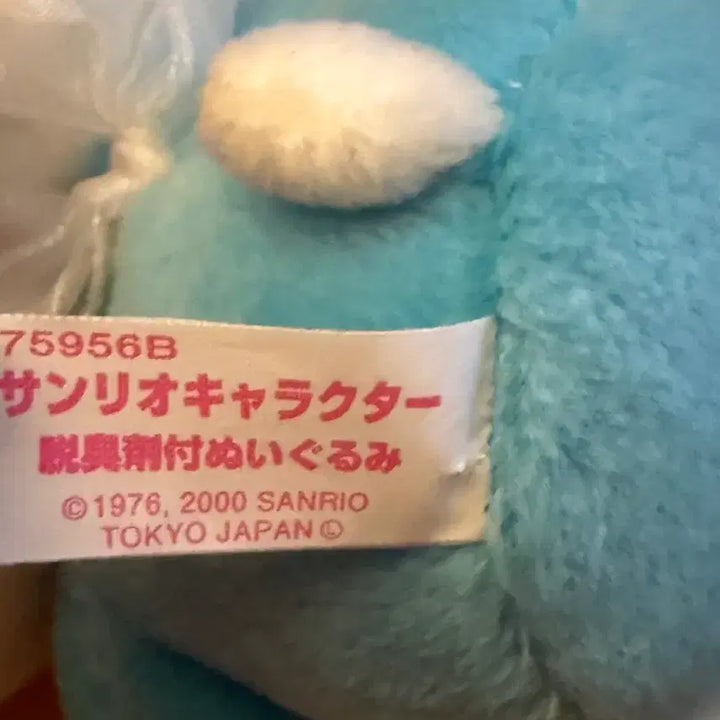 75956B
サンリオキャラクター
脱臭剤付ぬいぐるみ
©1976, 2000 SANRIO
TOKYO JAPAN Ⓛ